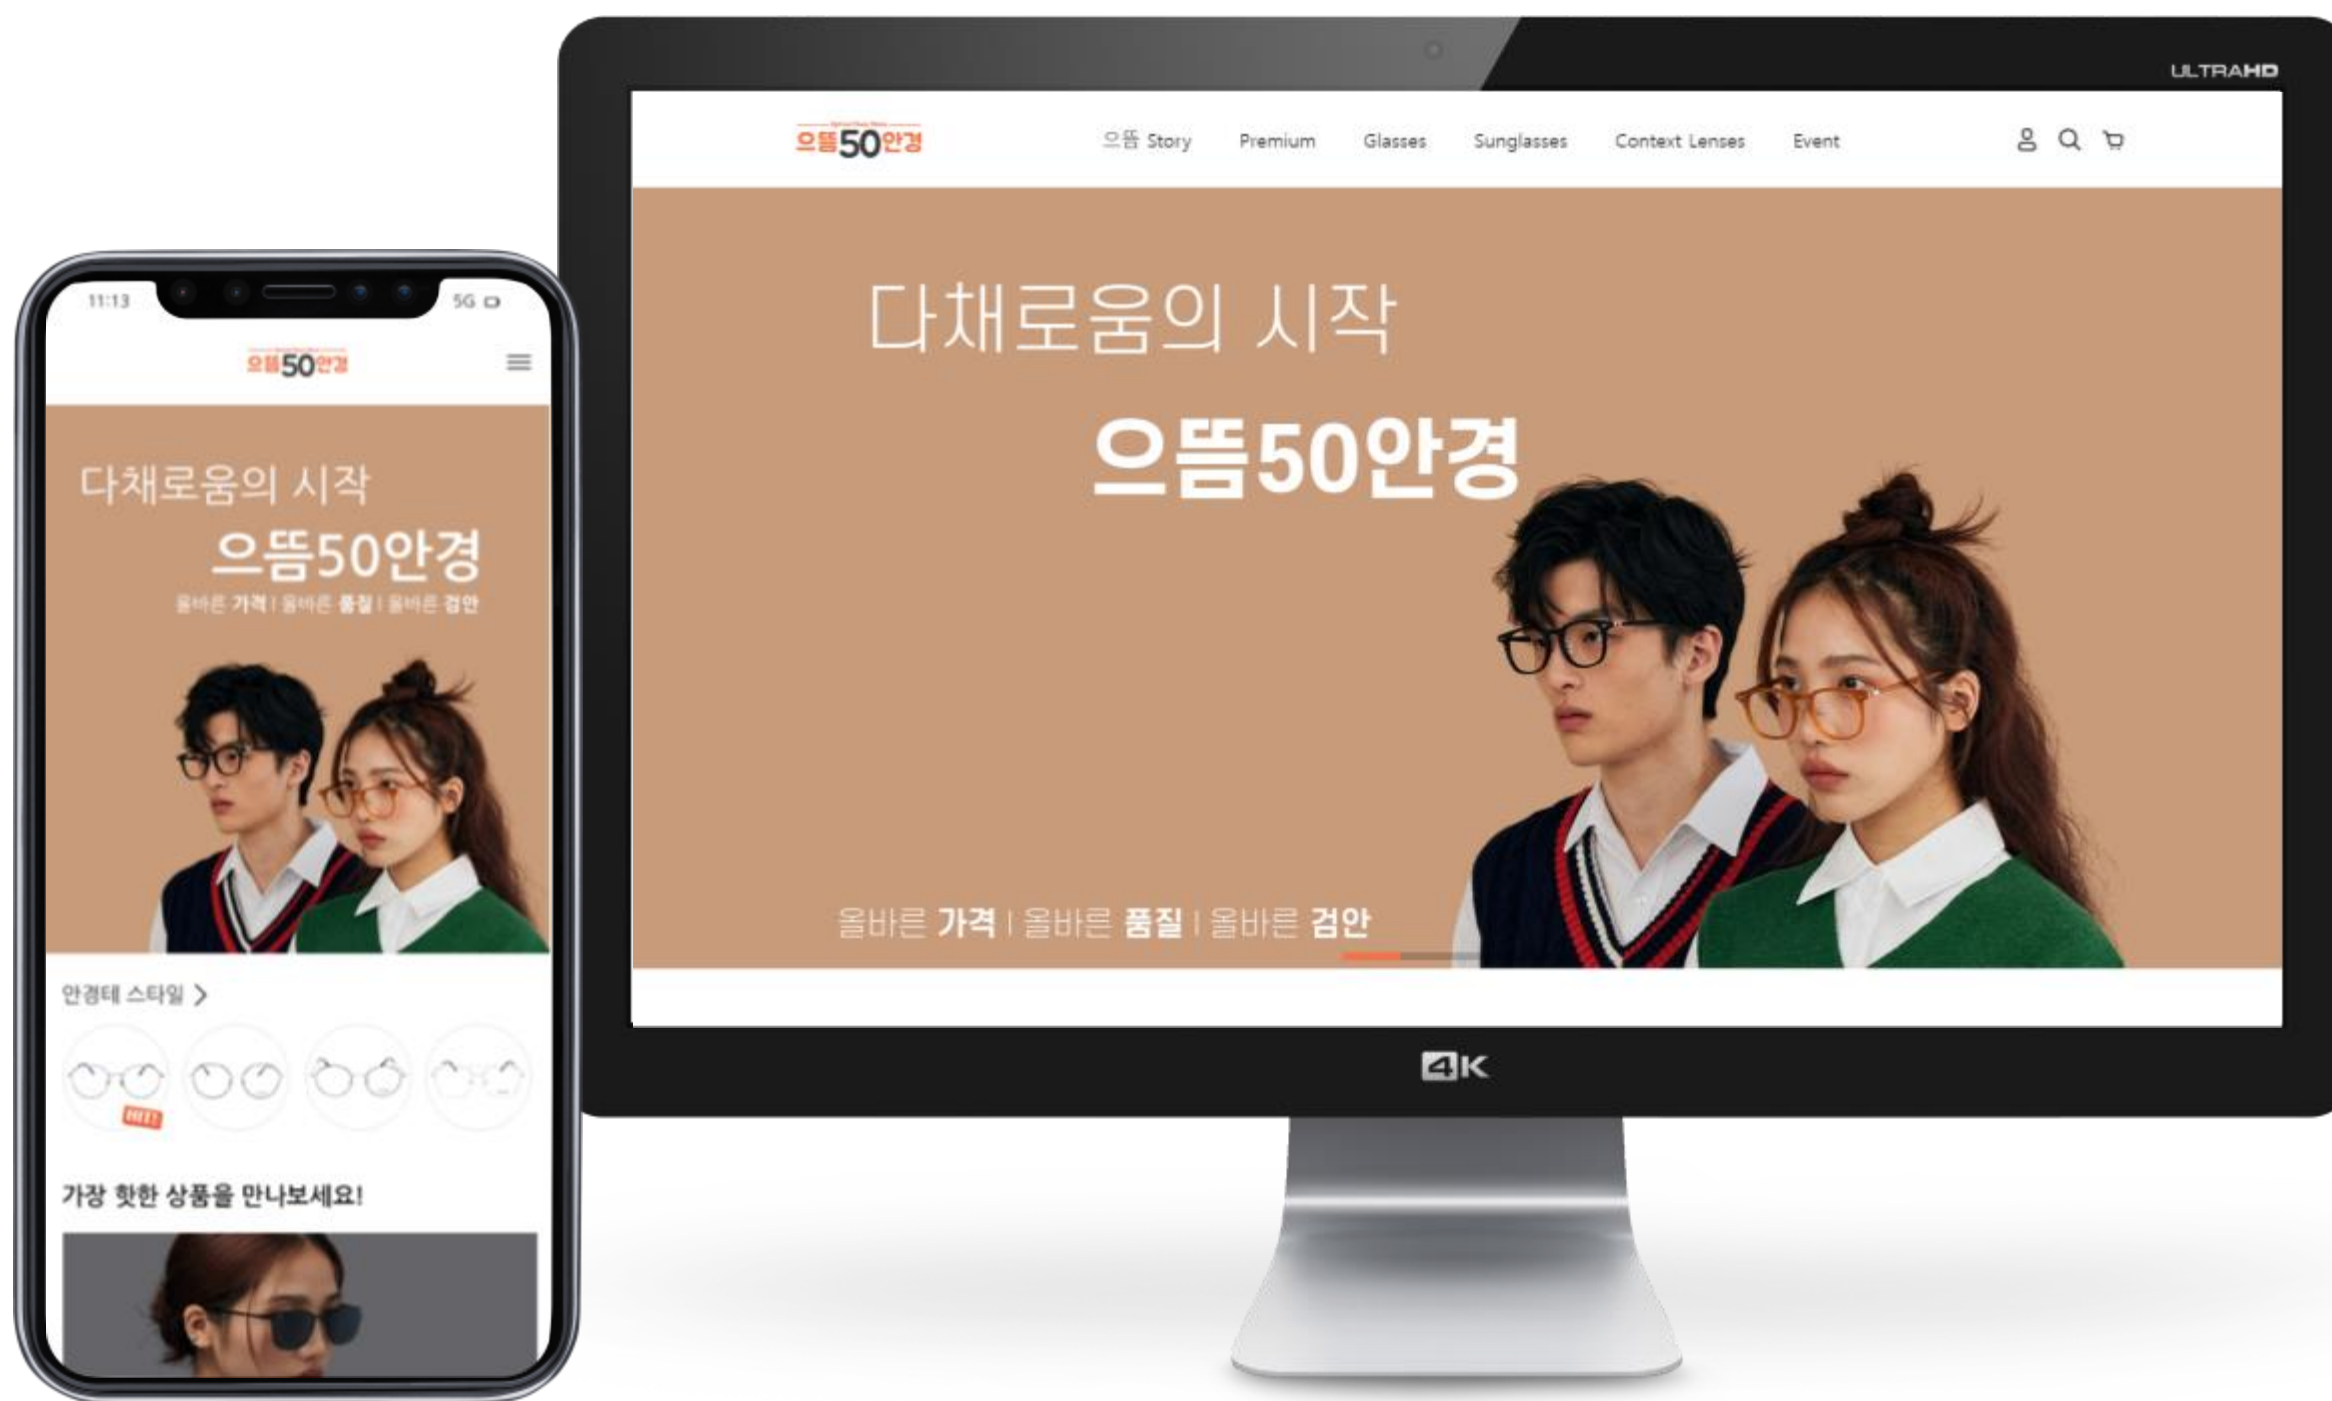 ULTRAHD
으뜸50안경
으뜸 Story Premium Glasses Sunglasses Context Lenses Event
다채로움의 시작
으뜸50안경
올바른 가격 | 올바른 품질 | 올바른 검안
4K
11:13 5G
으뜸50안경
다채로움의 시작
으뜸50안경
올바른 가격 | 올바른 품질 | 올바른 검안
안경테 스타일 >
HIT!
가장 핫한 상품을 만나보세요!